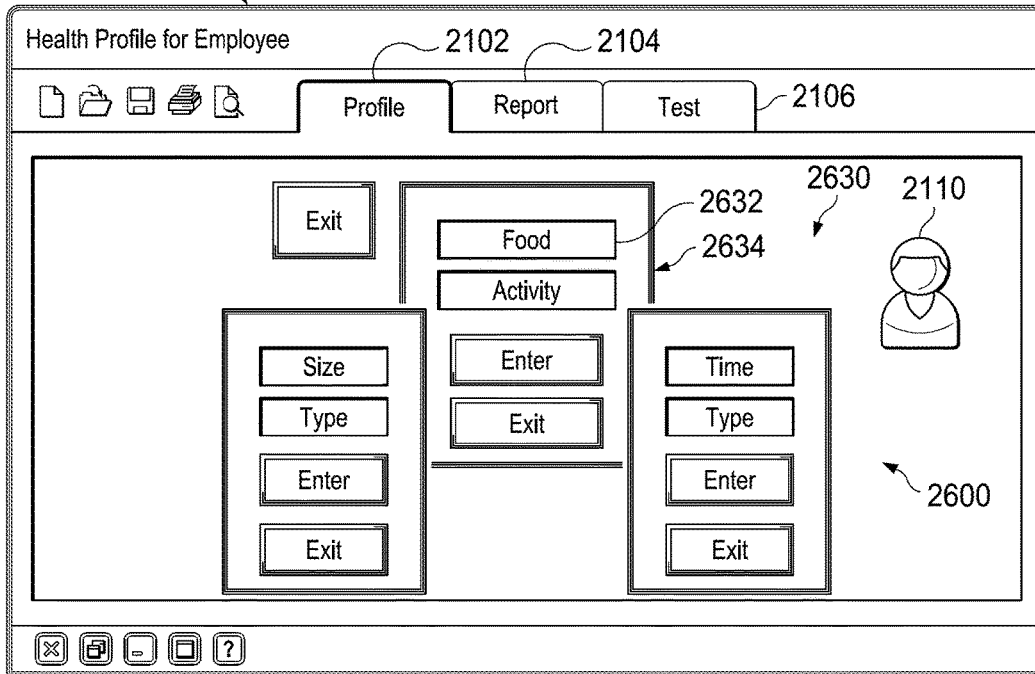 Health Profile for Employee
2102
2104
Profile
Report
Test
2106
Exit
2632
2634
2630
2110
Food
Activity
Enter
Exit
Size
Type
Enter
Exit
Time
Type
Enter
Exit
2600
?